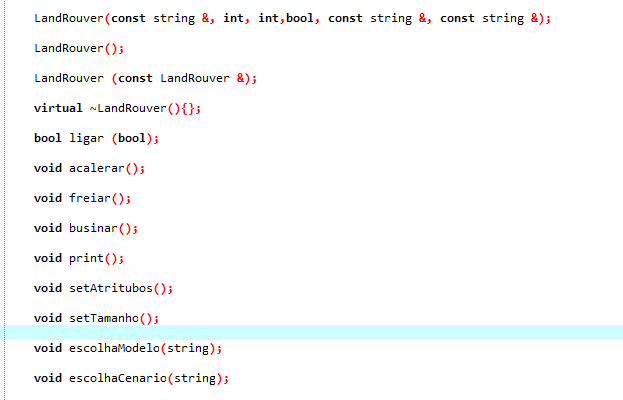 LandRouver(const string &, int, int,bool, const string &, const string &);
LandRouver();
LandRouver (const LandRouver &);
virtual ~LandRouver(){};
bool ligar (bool);
void acalerar();
void freiar();
void businar();
void print();
void setAtritubos();
void setTamanho();
void escolhaModelo(string);
void escolhaCenario(string);